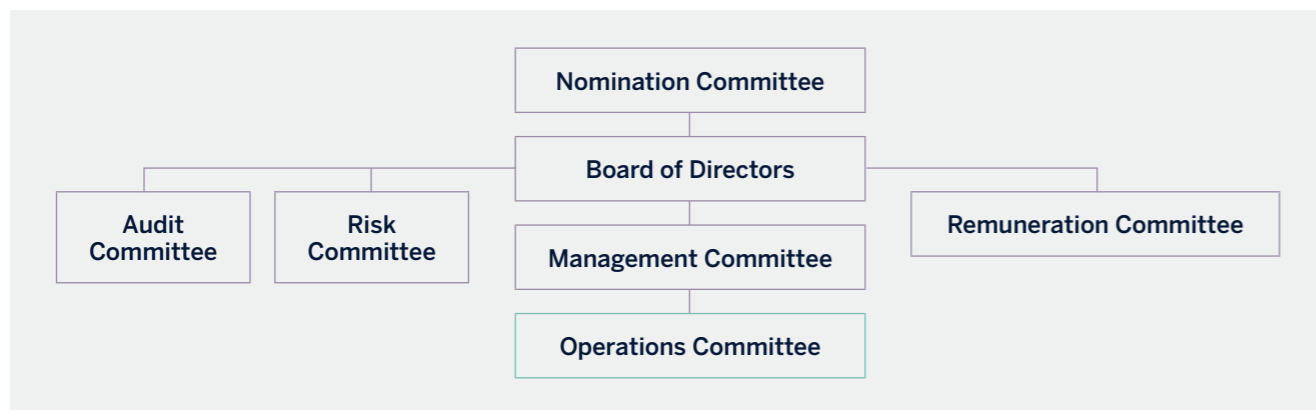 Nomination Committee
Board of Directors
Audit
Committee
Risk
Committee
Remuneration Committee
Management Committee
Operations Committee